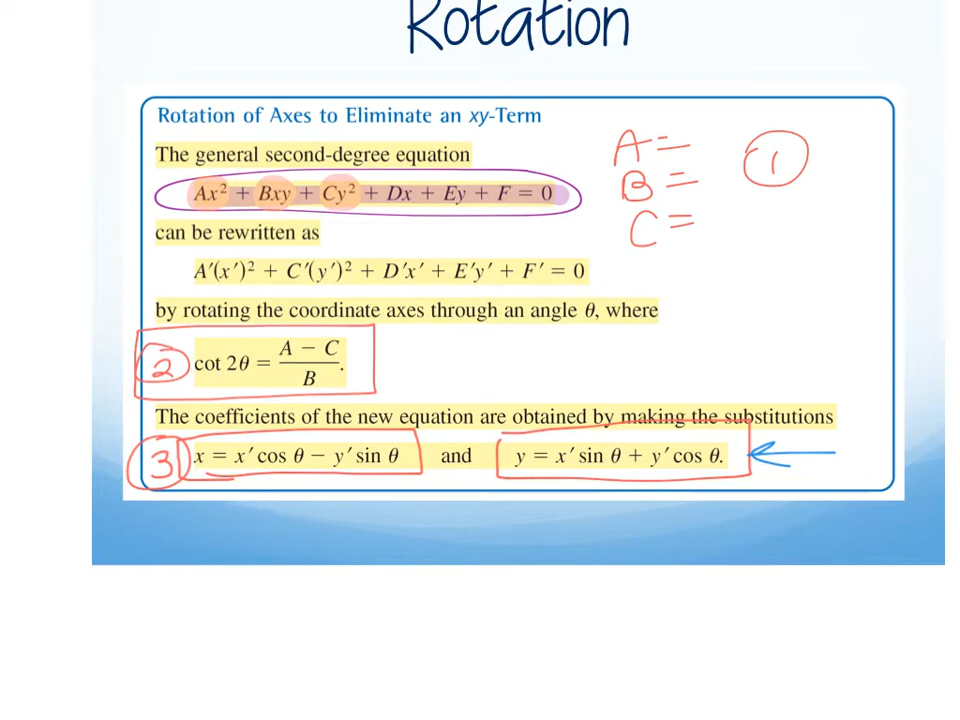 Rotation
Rotation of Axes to Eliminate an xy-Term
The general second-degree equation
Ax² + Bxy + Cy² + Dx + Ey + F = 0
can be rewritten as
A′(x′)² + C′(y′)² + D′x′ + E′y′ + F′ = 0
by rotating the coordinate axes through an angle θ, where
2 cot 2θ = (A − C)/B.
The coefficients of the new equation are obtained by making the substitutions
3 x = x′ cos θ − y′ sin θ and y = x′ sin θ + y′ cos θ.
A = 1
B =
C =